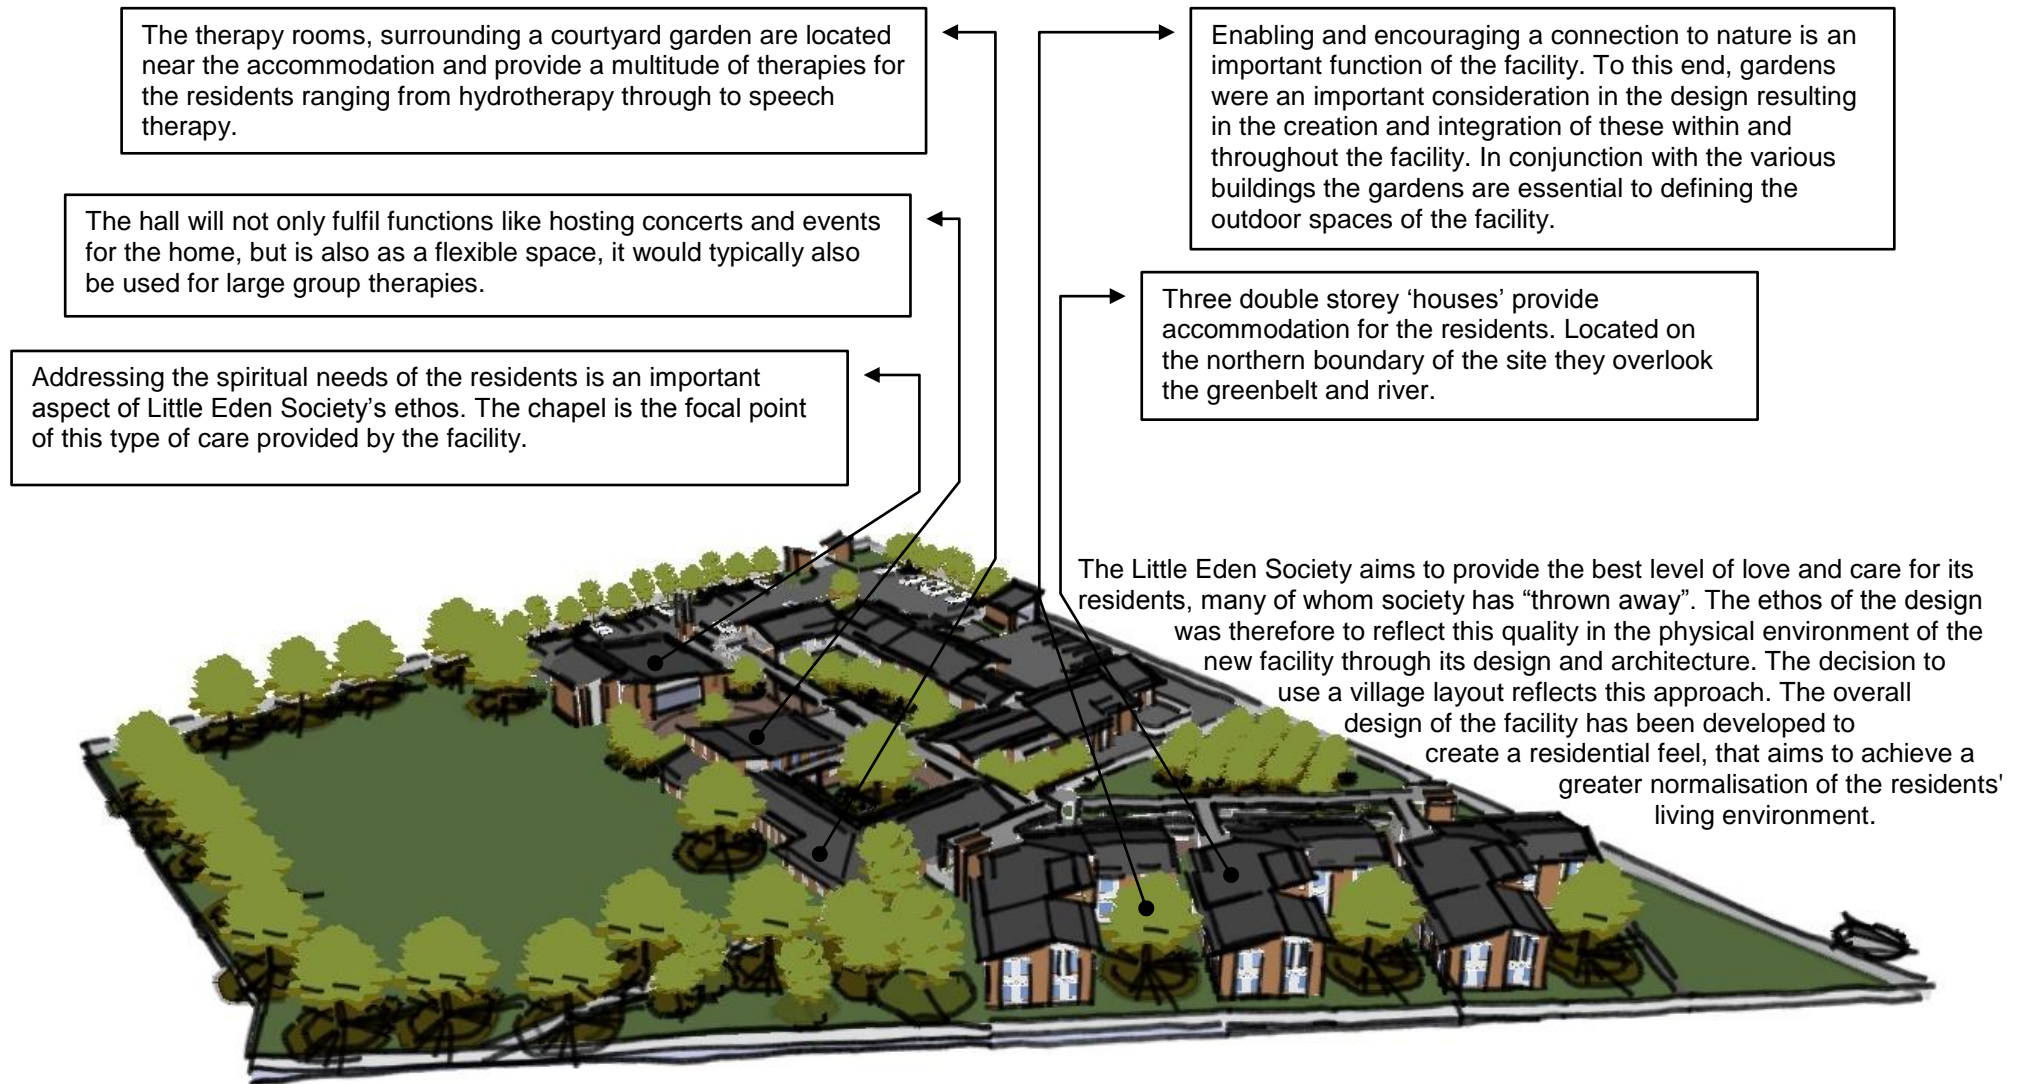 The therapy rooms, surrounding a courtyard garden are located
near the accommodation and provide a multitude of therapies for
the residents ranging from hydrotherapy through to speech
therapy.
The hall will not only fulfil functions like hosting concerts and events
for the home, but is also as a flexible space, it would typically also
be used for large group therapies.
Addressing the spiritual needs of the residents is an important
aspect of Little Eden Society’s ethos. The chapel is the focal point
of this type of care provided by the facility.
Enabling and encouraging a connection to nature is an
important function of the facility. To this end, gardens
were an important consideration in the design resulting
in the creation and integration of these within and
throughout the facility. In conjunction with the various
buildings the gardens are essential to defining the
outdoor spaces of the facility.
Three double storey ‘houses’ provide
accommodation for the residents. Located on
the northern boundary of the site they overlook
the greenbelt and river.
The Little Eden Society aims to provide the best level of love and care for its
residents, many of whom society has “thrown away”. The ethos of the design
was therefore to reflect this quality in the physical environment of the
new facility through its design and architecture. The decision to
use a village layout reflects this approach. The overall
design of the facility has been developed to
create a residential feel, that aims to achieve a
greater normalisation of the residents'
living environment.